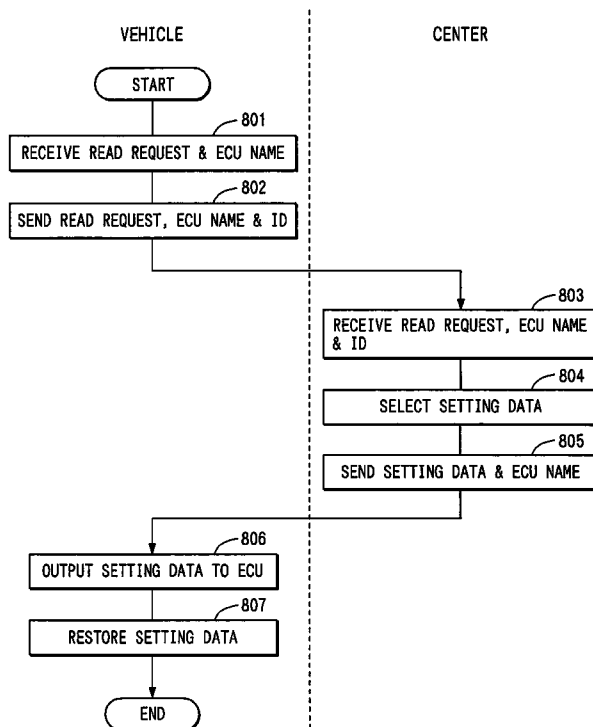 VEHICLE
CENTER
START
801
RECEIVE READ REQUEST & ECU NAME
802
SEND READ REQUEST, ECU NAME & ID
803
RECEIVE READ REQUEST, ECU NAME
& ID
804
SELECT SETTING DATA
805
SEND SETTING DATA & ECU NAME
806
OUTPUT SETTING DATA TO ECU
807
RESTORE SETTING DATA
END